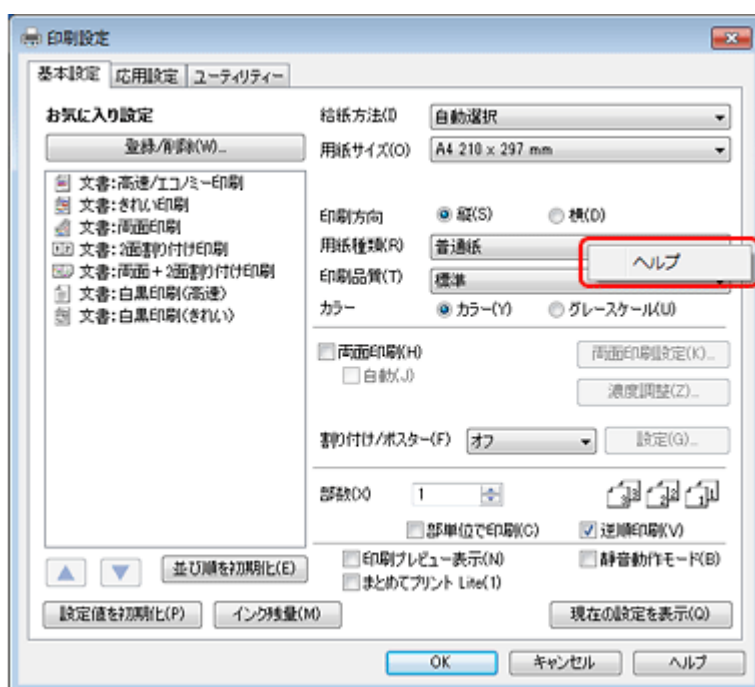 印刷設定
基本設定 応用設定 ユーティリティー
お気に入り設定
登録/削除(W)...
文書:高速/エコノミー印刷
文書:きれい印刷
文書:両面印刷
文書:2面割り付け印刷
文書:両面+2面割り付け印刷
文書:白黒印刷(高速)
文書:白黒印刷(きれい)
並び順を初期化(E)
給紙方法(I) 自動選択
用紙サイズ(O) A4 210 x 297 mm
印刷方向 縦(S) 横(D)
用紙種類(R) 普通紙
ヘルプ
印刷品質(T) 標準
カラー カラー(Y) グレースケール(U)
両面印刷(H) 両面印刷設定(K)...
自動(J)
濃度調整(Z)...
割り付け/ポスター(F) オフ 設定(G)...
部数(X) 1
部単位で印刷(C) 逆順印刷(V)
印刷プレビュー表示(N) 静音動作モード(B)
まとめてプリント Lite(1)
設定値を初期化(P) インク残量(M) 現在の設定を表示(Q)
OK キャンセル ヘルプ